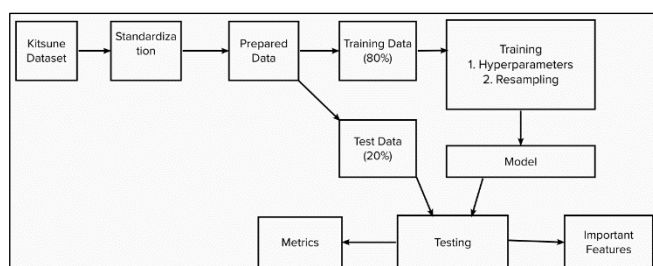 Kitsune
Dataset
Standardiza
tion
Prepared
Data
Training Data
(80%)
Training
1. Hyperparameters
2. Resampling
Test Data
(20%)
Model
Metrics
Testing
Important
Features